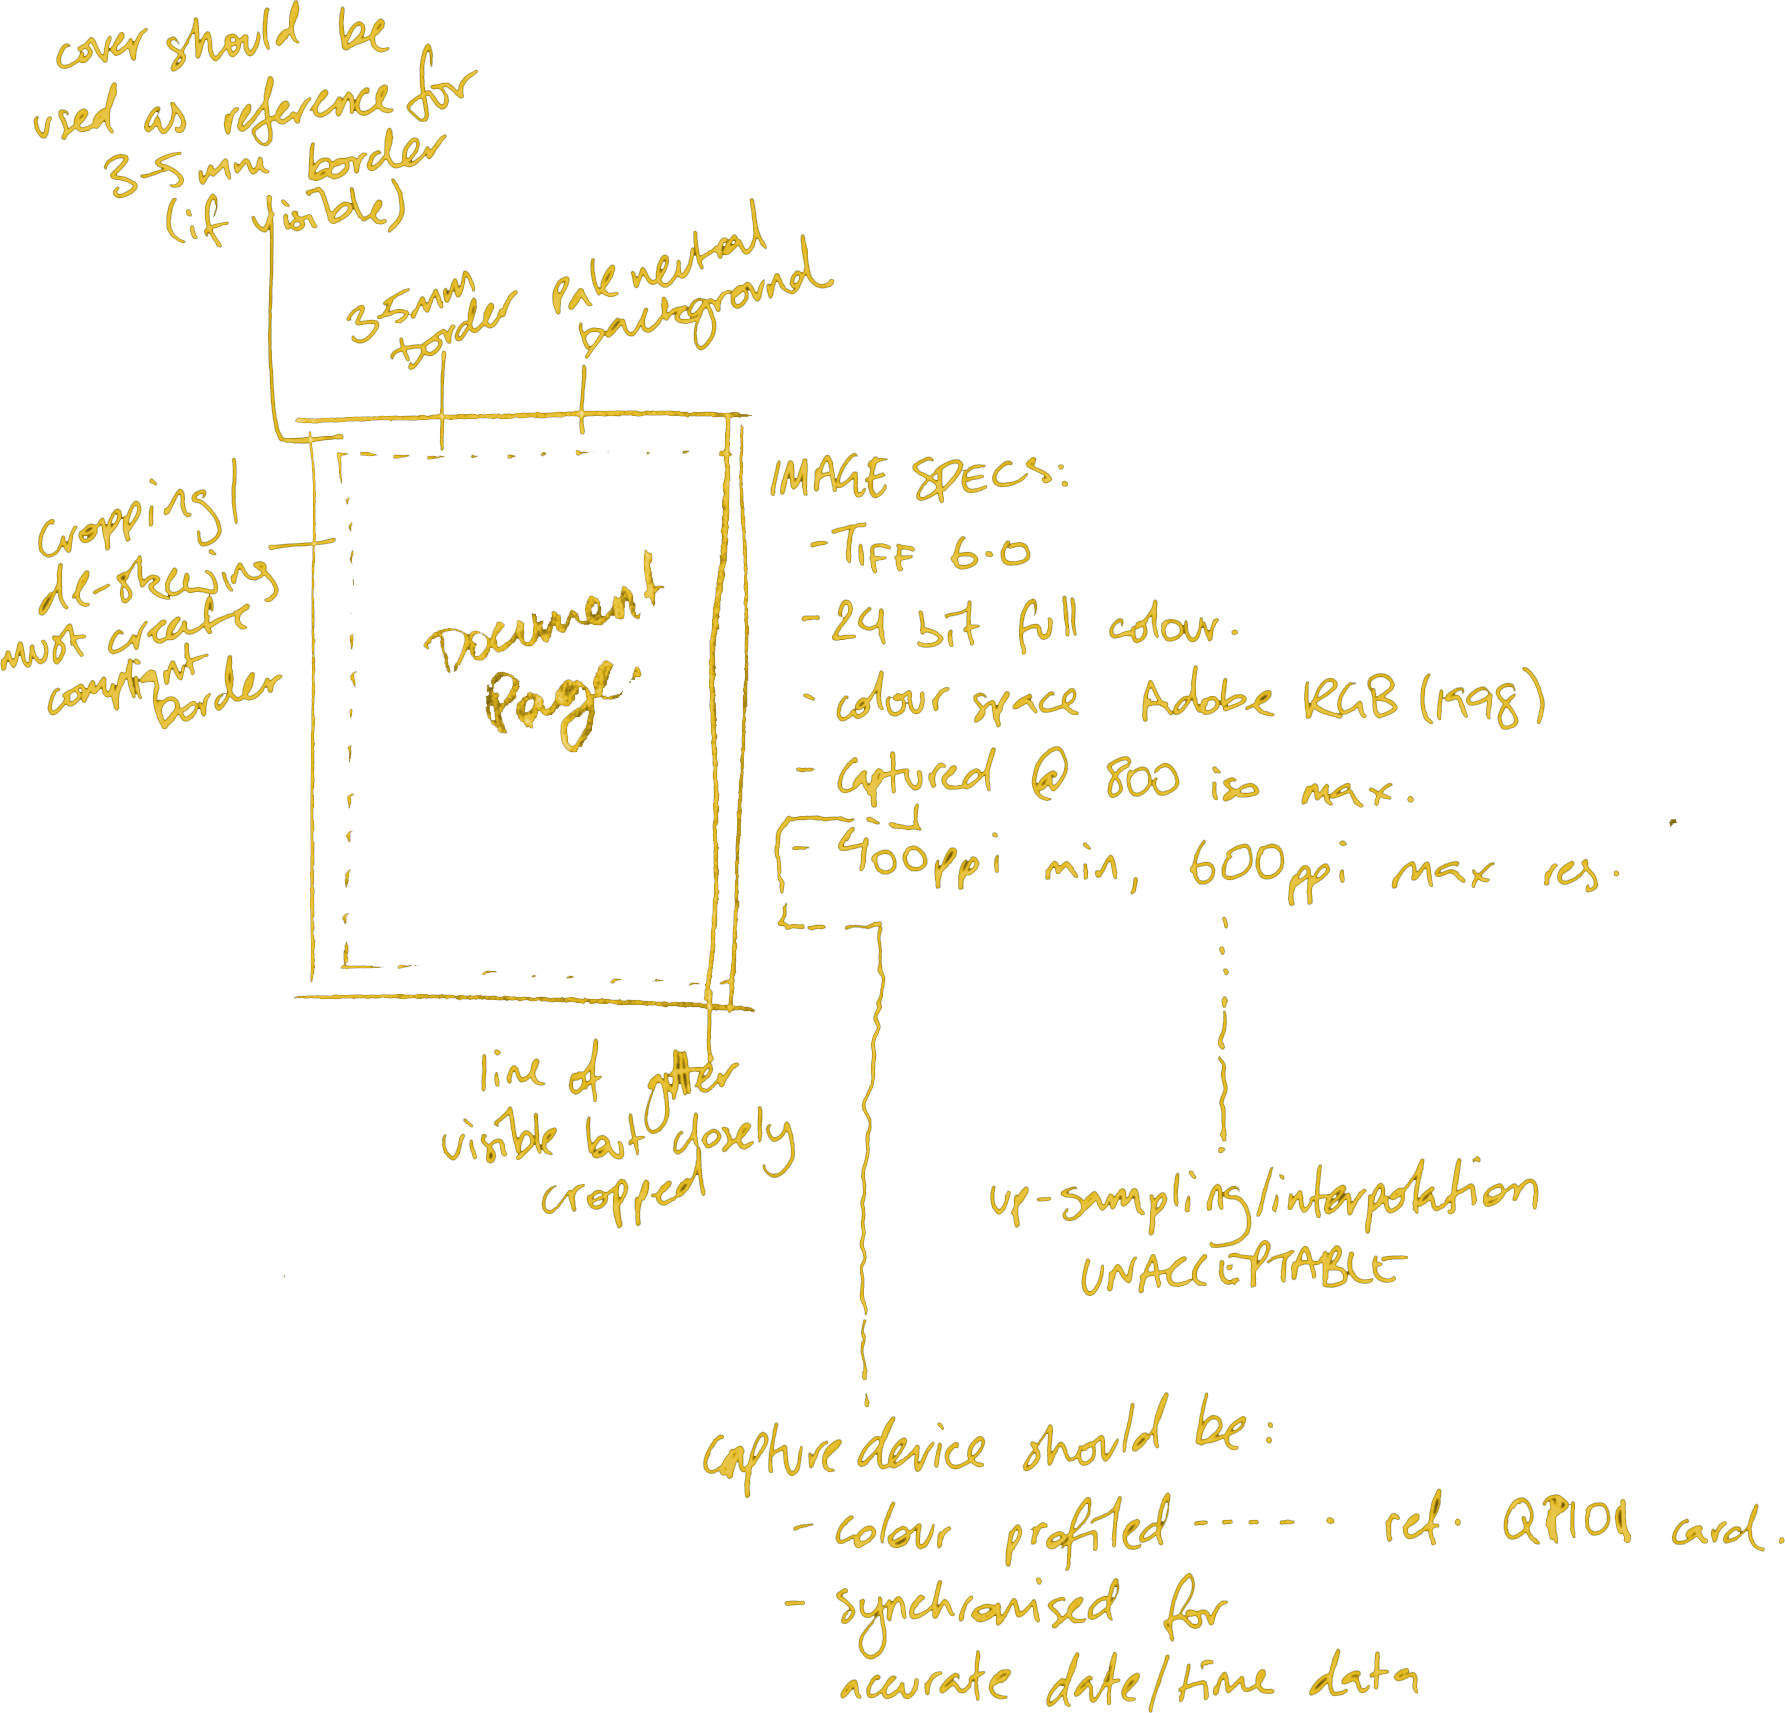 cover should be
used as reference for
3-5mm border
(if visible)
3-5mm
border
pale neutral
background
cropping/
de-skewing
must create
compliant
border
Document
Page
IMAGE SPECS:
- TIFF 6.0
- 24 bit full colour.
- colour space Adobe RGB (1998)
- captured @ 800 iso max.
- 400ppi min, 600ppi max res.
line of gutter
visible but closely
cropped
up-sampling/interpolation
UNACCEPTABLE
capture device should be:
- colour profiled ----- ref. QP101 card.
- synchronised for
accurate date/time data